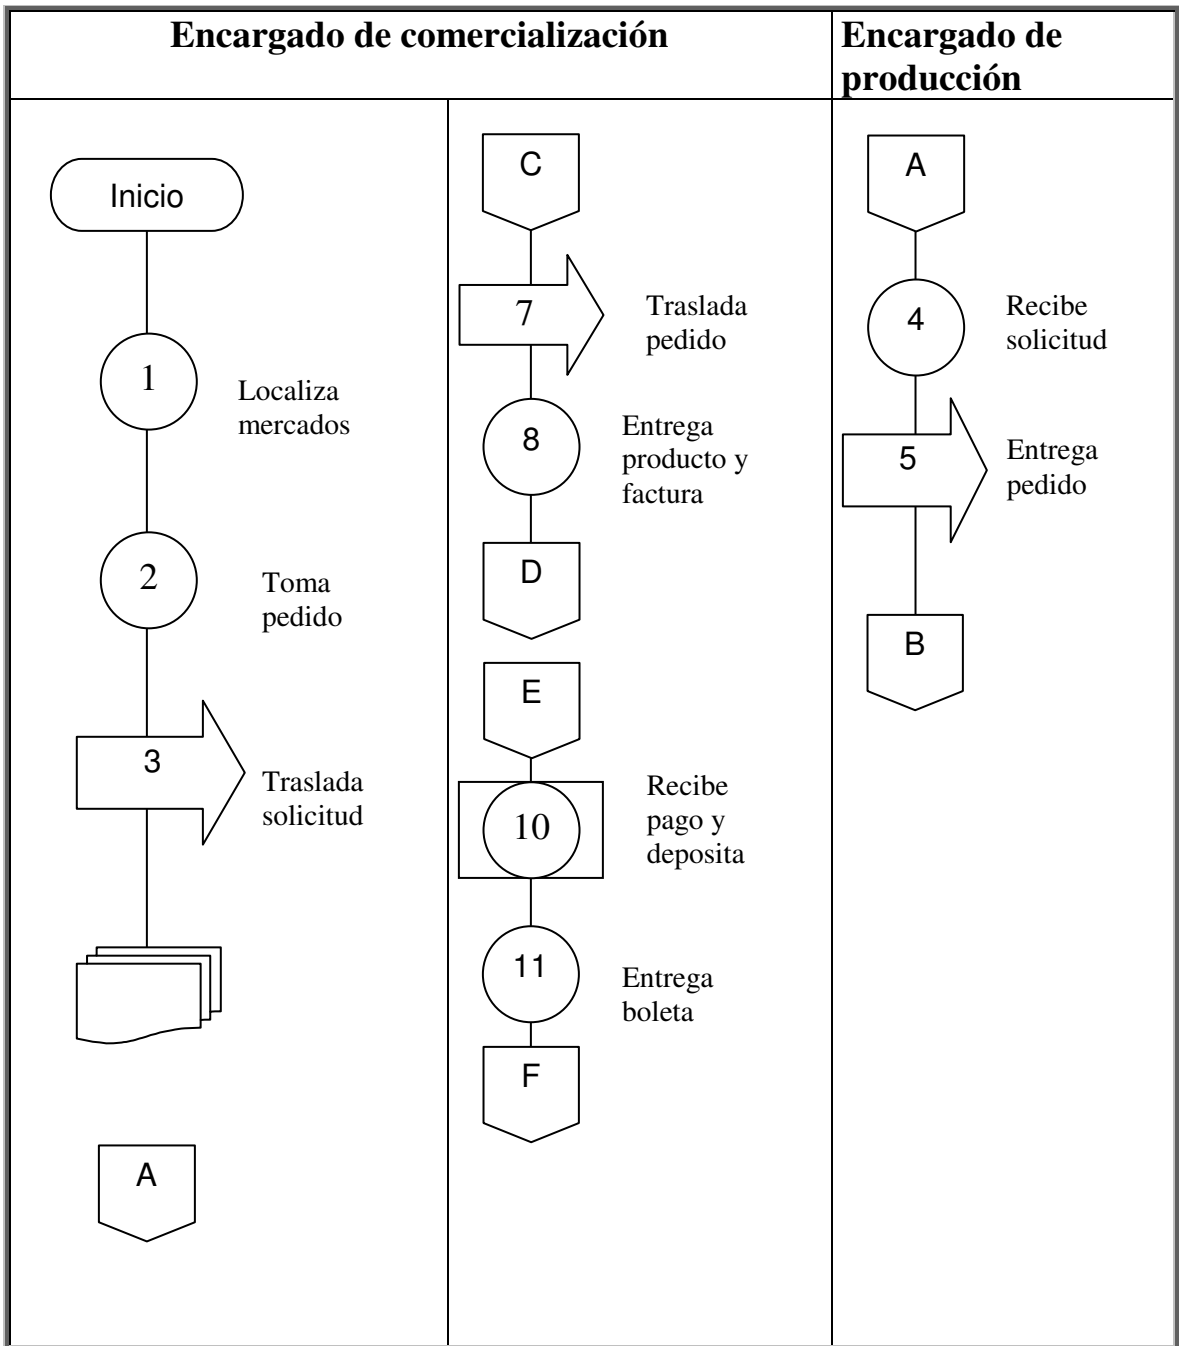 Encargado de comercialización
Encargado de
producción
Inicio
1
Localiza
mercados
2
Toma
pedido
3
Traslada
solicitud
A
C
7
Traslada
pedido
8
Entrega
producto y
factura
D
E
10
Recibe
pago y
deposita
11
Entrega
boleta
F
A
4
Recibe
solicitud
5
Entrega
pedido
B